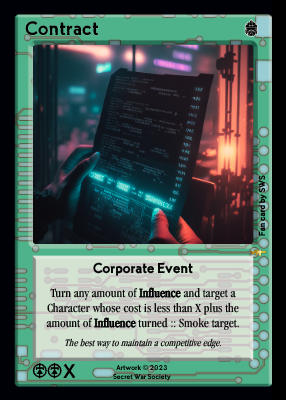 Contract
Fan card by SWS
Corporate Event
Turn any amount of Influence and target a
Character whose cost is less than X plus the
amount of Influence turned :: Smoke target.
The best way to maintain a competitive edge.
X
Artwork © 2023
Secret War Society